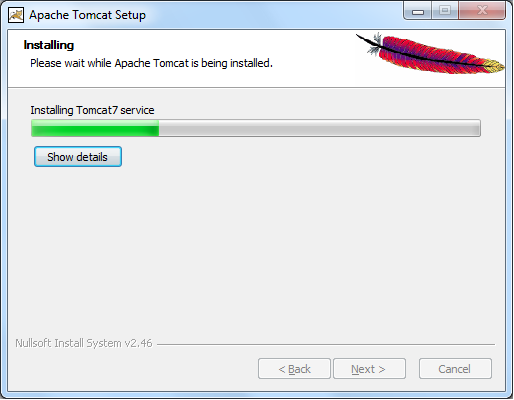 Apache Tomcat Setup
Installing
Please wait while Apache Tomcat is being installed.
Installing Tomcat7 service
Show details
Nullsoft Install System v2.46
< Back
Next >
Cancel